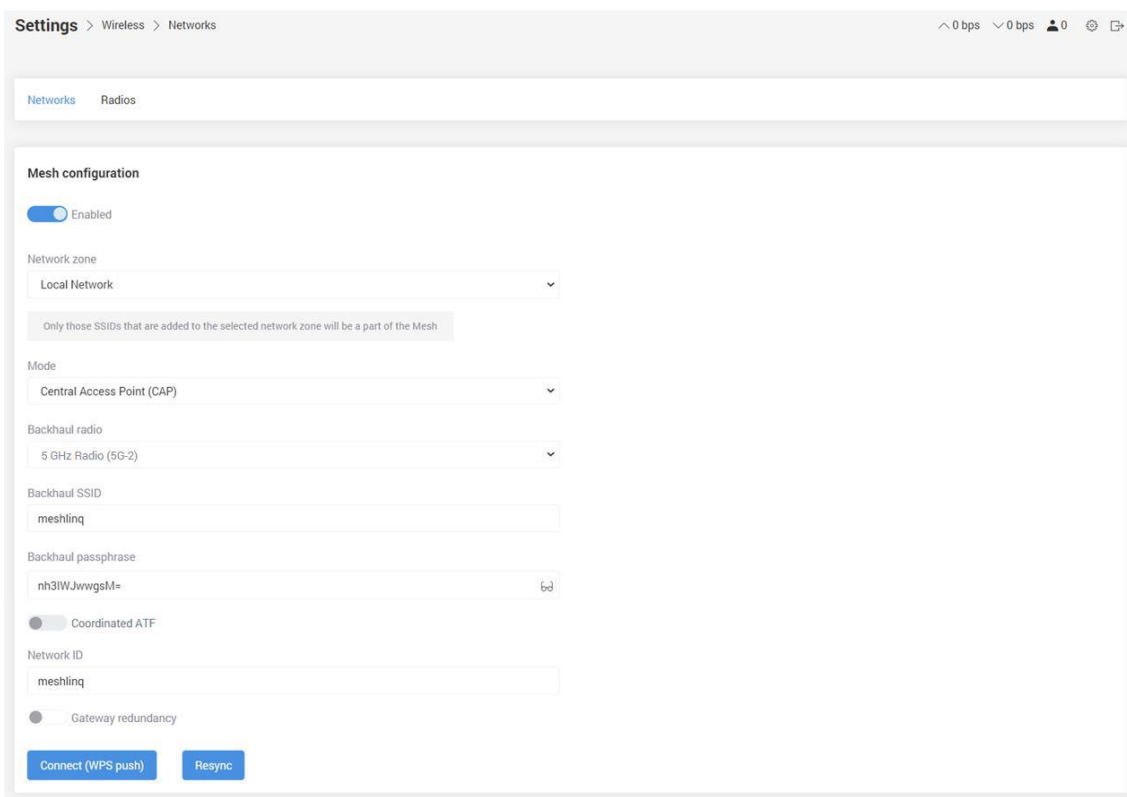 Settings > Wireless > Networks
0 bps 0 bps 0
Networks Radios
Mesh configuration
Enabled
Network zone
Local Network
Only those SSIDs that are added to the selected network zone will be a part of the Mesh
Mode
Central Access Point (CAP)
Backhaul radio
5 GHz Radio (5G-2)
Backhaul SSID
meshlinq
Backhaul passphrase
nh3IWJwwgsM=
Coordinated ATF
Network ID
meshlinq
Gateway redundancy
Connect (WPS push) Resync